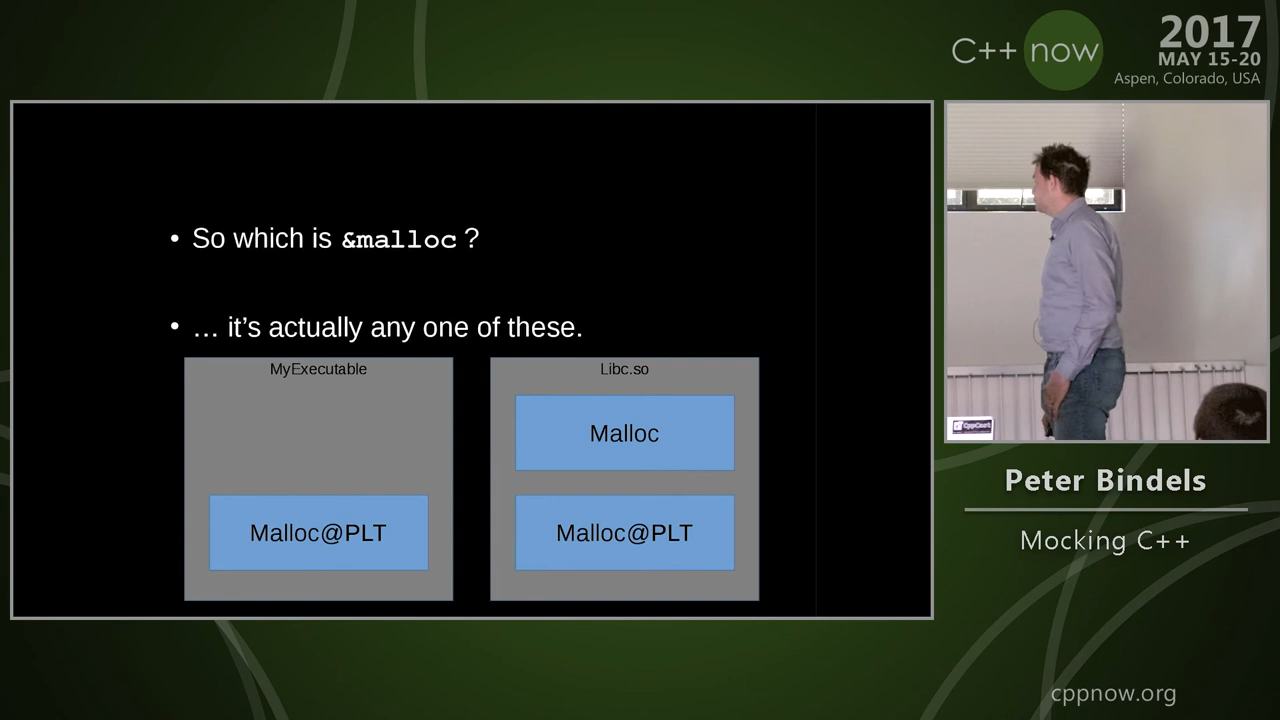 C++ now
2017
MAY 15-20
Aspen, Colorado, USA
• So which is &malloc ?
• … it’s actually any one of these.
MyExecutable
Malloc@PLT
Libc.so
Malloc
Malloc@PLT
CppCast
Peter Bindels
Mocking C++
cppnow.org